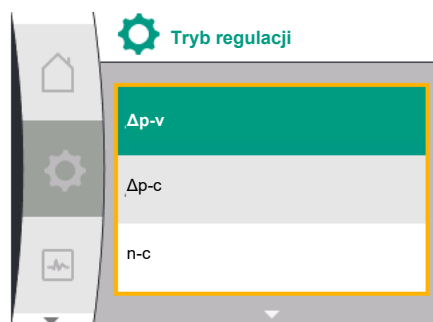 Tryb regulacji
Δp-v
Δp-c
n-c